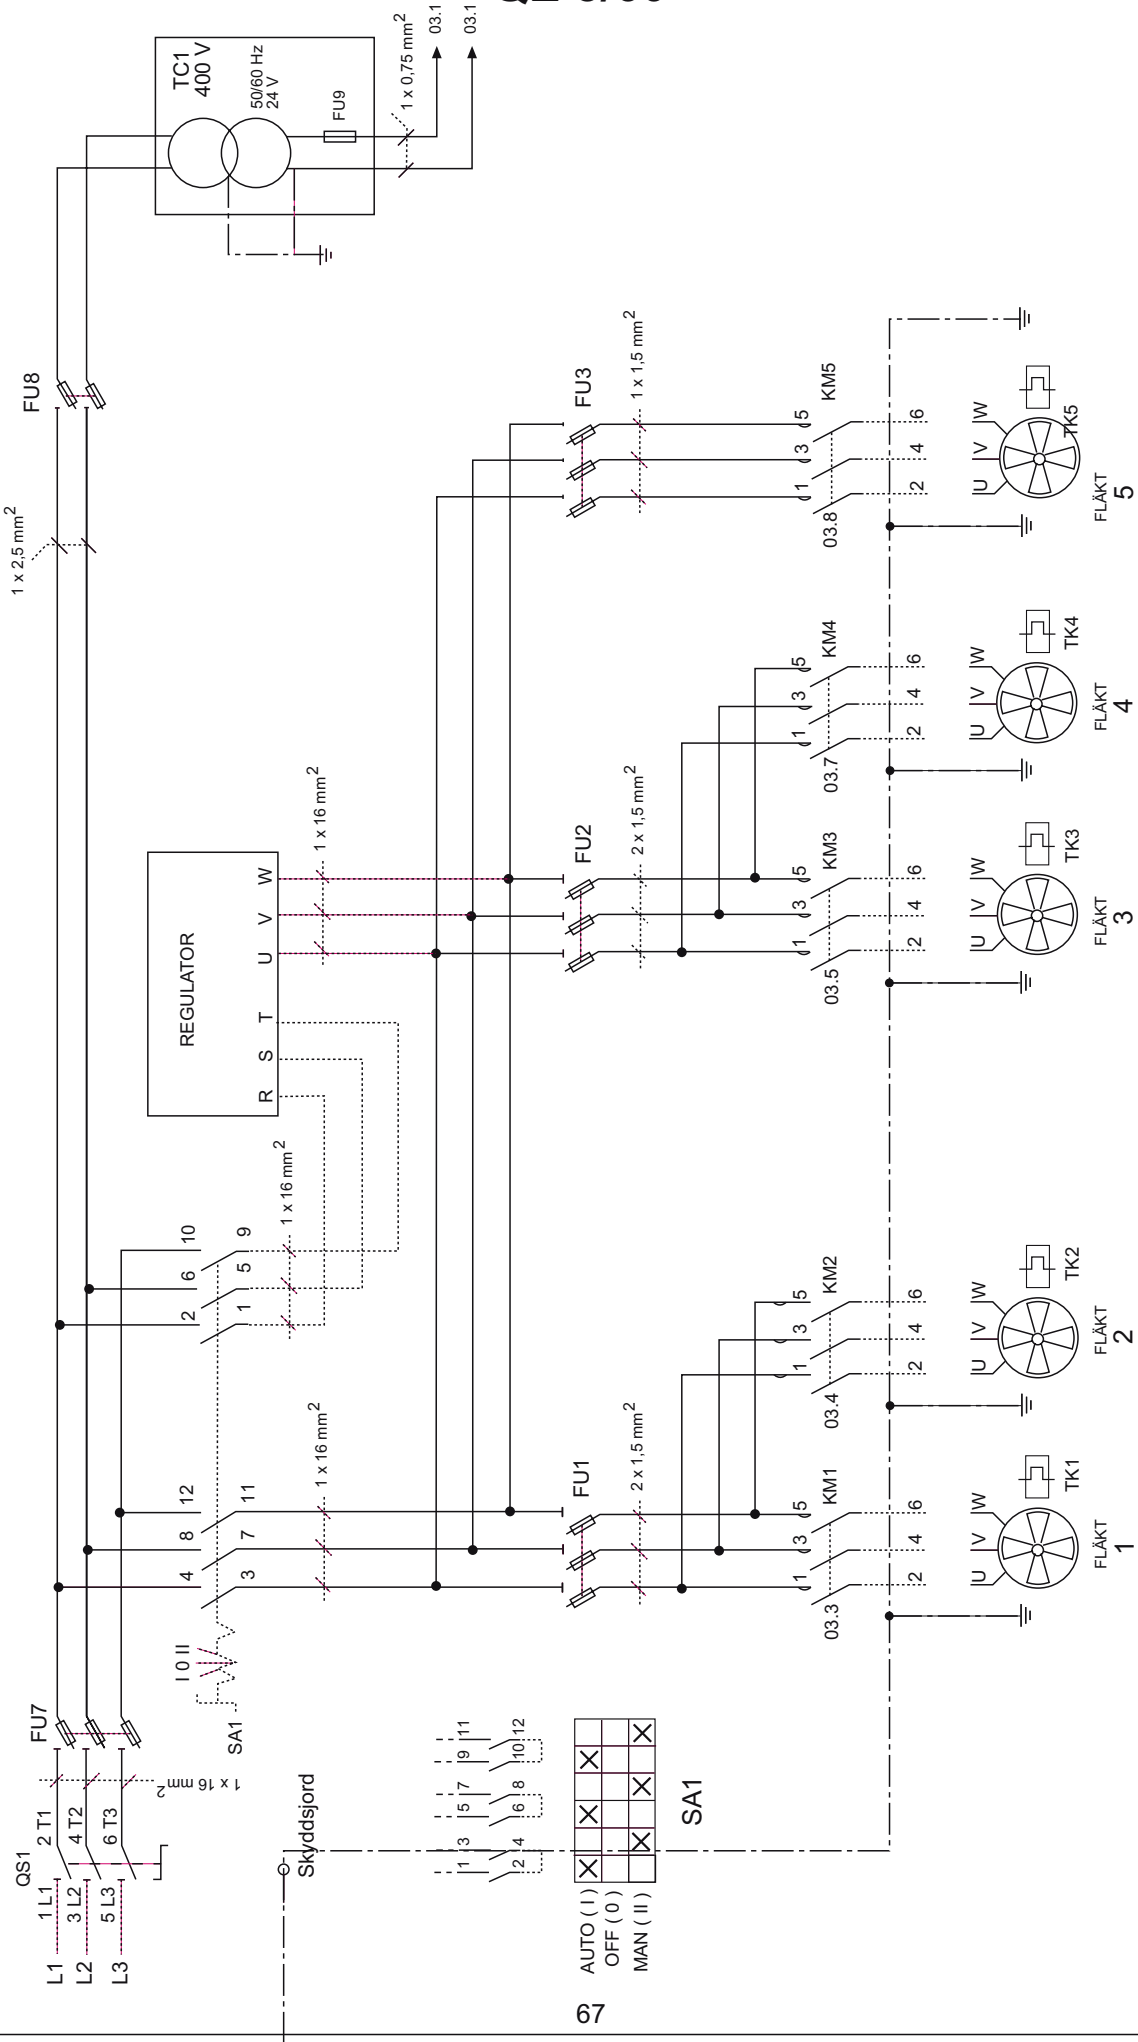 L1
L2
L3
QS1
1 L1
3 L2
5 L3
2 T1
4 T2
6 T3
1 x 16 mm²
FU7
1 x 2,5 mm²
FU8
TC1
400 V
50/60 Hz
24 V
FU9
1 x 0,75 mm²
03.1
03.1
SA1
I 0 II
4 8 12
3 7 11
1 x 16 mm²
2 6 10
1 5 9
1 x 16 mm²
REGULATOR
R S T U V W
1 x 16 mm²
Skyddsjord
1 3 5 7 9 11
2 4 6 8 10 12
AUTO ( I )
OFF ( 0 )
MAN ( II )
SA1
FU1
2 x 1,5 mm²
FU2
2 x 1,5 mm²
FU3
1 x 1,5 mm²
03.3
1 3 5
KM1
2 4 6
U V W
TK1
FLÄKT
1
03.4
1 3 5
KM2
2 4 6
U V W
TK2
FLÄKT
2
03.5
1 3 5
KM3
2 4 6
U V W
TK3
FLÄKT
3
03.7
1 3 5
KM4
2 4 6
U V W
TK4
FLÄKT
4
03.8
1 3 5
KM5
2 4 6
U V W
TK5
FLÄKT
5
67